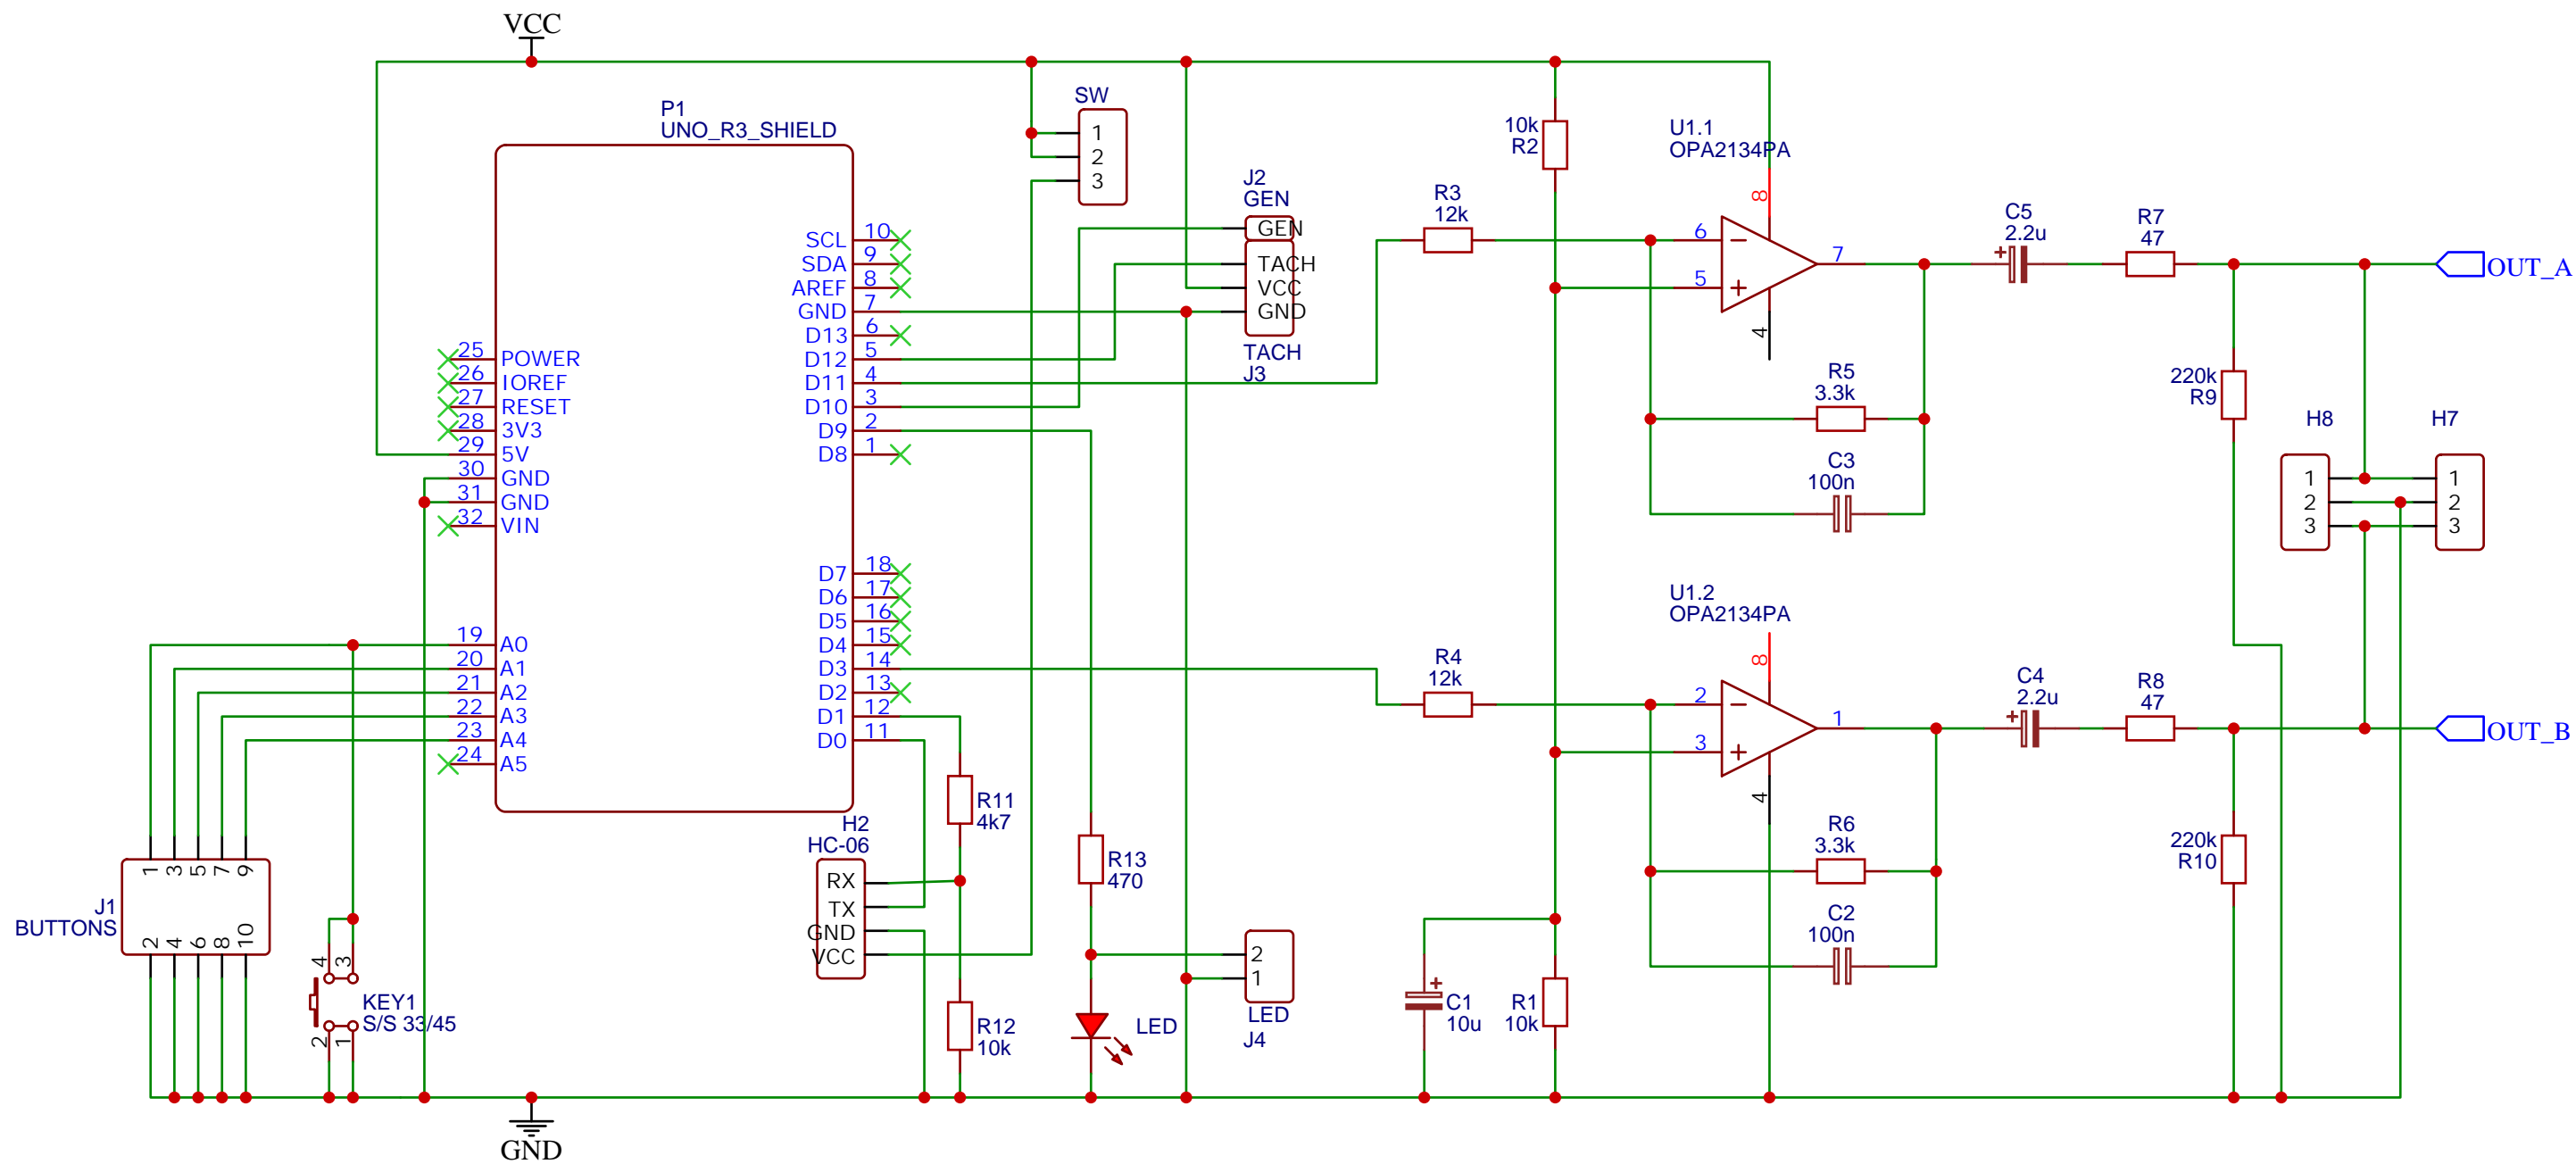 VCC
P1
UNO_R3_SHIELD
SCL 10
SDA 9
AREF 8
GND 7
D13 6
D12 5
D11 4
D10 3
D9 2
D8 1
25 POWER
26 IOREF
27 RESET
28 3V3
29 5V
30 GND
31 GND
32 VIN
D7 18
D6 17
D5 16
D4 15
D3 14
D2 13
D1 12
D0 11
19 A0
20 A1
21 A2
22 A3
23 A4
24 A5
SW
1
2
3
J2
GEN
GEN
TACH
VCC
GND
TACH
J3
10k
R2
R3
12k
U1.1
OPA2134PA
8
6
5
7
4
R5
3.3k
C3
100n
C5
2.2u
R7
47
OUT_A
220k
R9
H8
1
2
3
H7
1
2
3
R4
12k
U1.2
OPA2134PA
8
2
3
1
4
R6
3.3k
C2
100n
C4
2.2u
R8
47
OUT_B
220k
R10
H2
HC-06
RX
TX
GND
VCC
R11
4k7
R12
10k
R13
470
LED
2
1
LED
J4
C1
10u
R1
10k
J1
BUTTONS
1 3 5 7 9
2 4 6 8 10
4 3
KEY1
S/S 33/45
2 1
GND